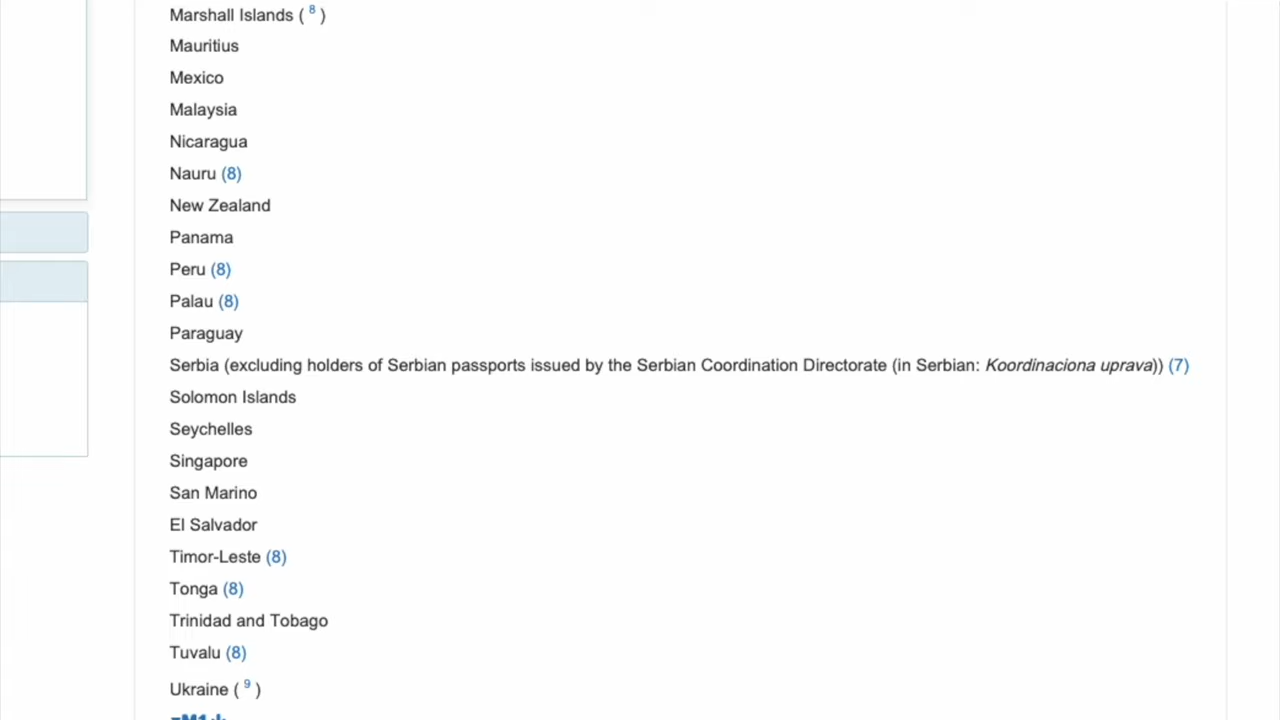 Marshall Islands ( 8 )
Mauritius
Mexico
Malaysia
Nicaragua
Nauru (8)
New Zealand
Panama
Peru (8)
Palau (8)
Paraguay
Serbia (excluding holders of Serbian passports issued by the Serbian Coordination Directorate (in Serbian: Koordinaciona uprava)) (7)
Solomon Islands
Seychelles
Singapore
San Marino
El Salvador
Timor-Leste (8)
Tonga (8)
Trinidad and Tobago
Tuvalu (8)
Ukraine ( 9 )